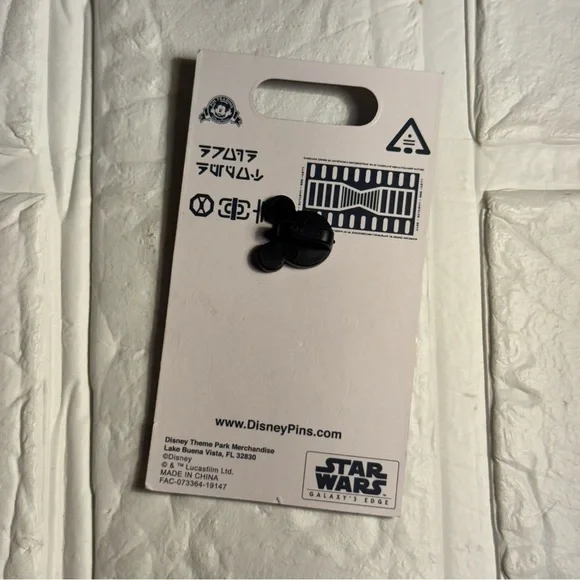 www.DisneyPins.com
Disney Theme Park Merchandise
Lake Buena Vista, FL 32830
©Disney
© & ™ Lucasfilm Ltd.
MADE IN CHINA
FAC-073364-19147
STAR
WARS
GALAXY'S EDGE